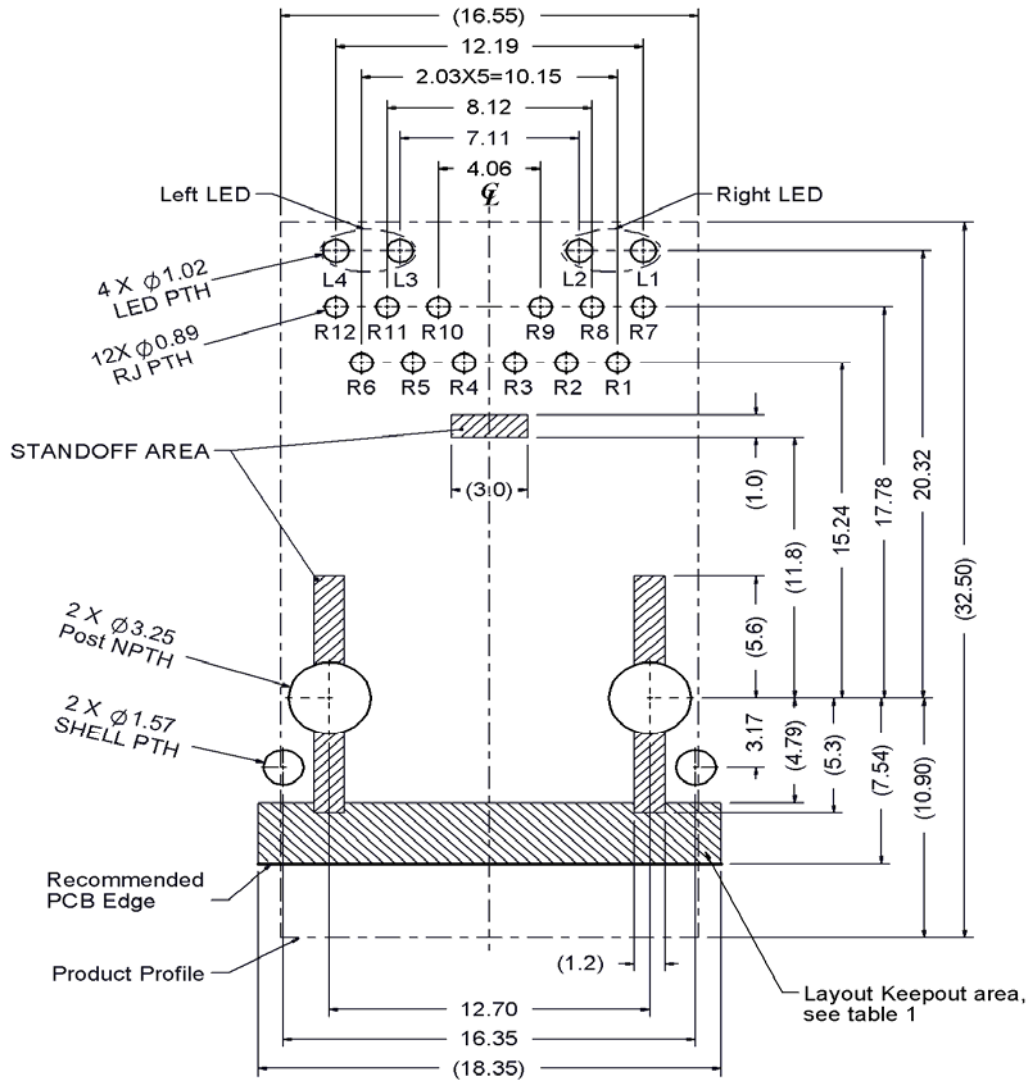 (16.55)
12.19
2.03X5=10.15
8.12
7.11
4.06
Left LED
℄
Right LED
4 X ⌀1.02
LED PTH
L4 L3 L2 L1
12X ⌀0.89
RJ PTH
R12 R11 R10 R9 R8 R7
R6 R5 R4 R3 R2 R1
STANDOFF AREA
(3.0)
(1.0)
(11.8)
15.24
17.78
20.32
(32.50)
(5.6)
2 X ⌀3.25
Post NPTH
2 X ⌀1.57
SHELL PTH
3.17
(4.79)
(5.3)
(7.54)
(10.90)
Recommended
PCB Edge
Product Profile
(1.2)
Layout Keepout area,
see table 1
12.70
16.35
(18.35)